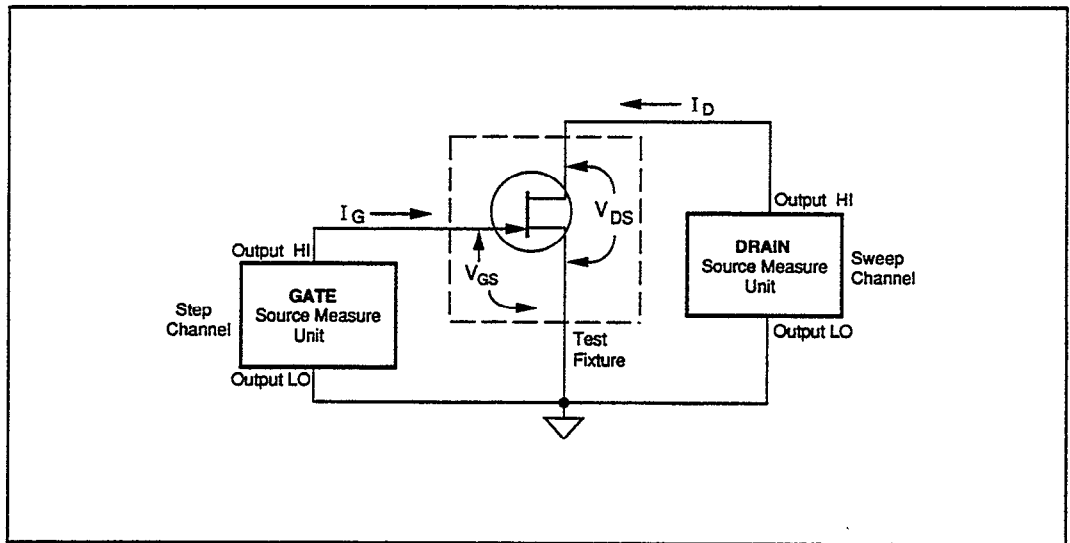 I D
Output HI
I G
V DS
DRAIN
Source Measure
Unit
Sweep
Channel
Output HI
V GS
GATE
Source Measure
Unit
Step
Channel
Output LO
Test
Fixture
Output LO